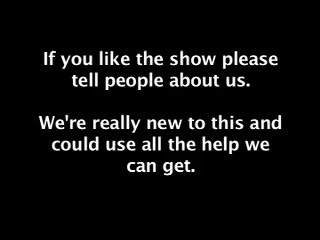 If you like the show please
tell people about us.
We're really new to this and
could use all the help we
can get.